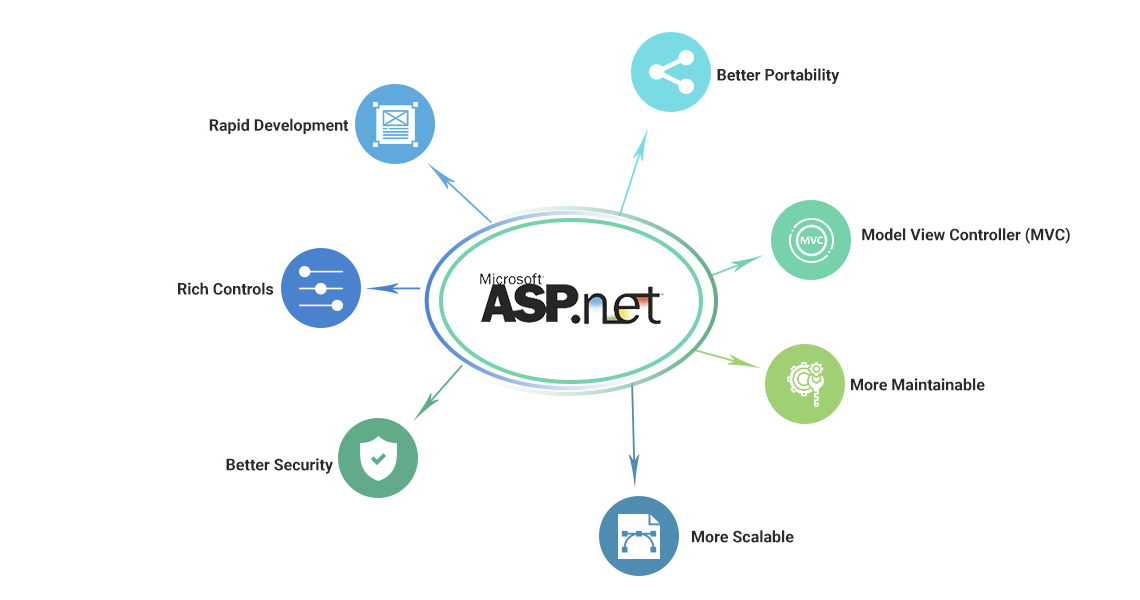 Better Portability
Rapid Development
Model View Controller (MVC)
MVC
Microsoft
ASP.net
Rich Controls
More Maintainable
Better Security
More Scalable